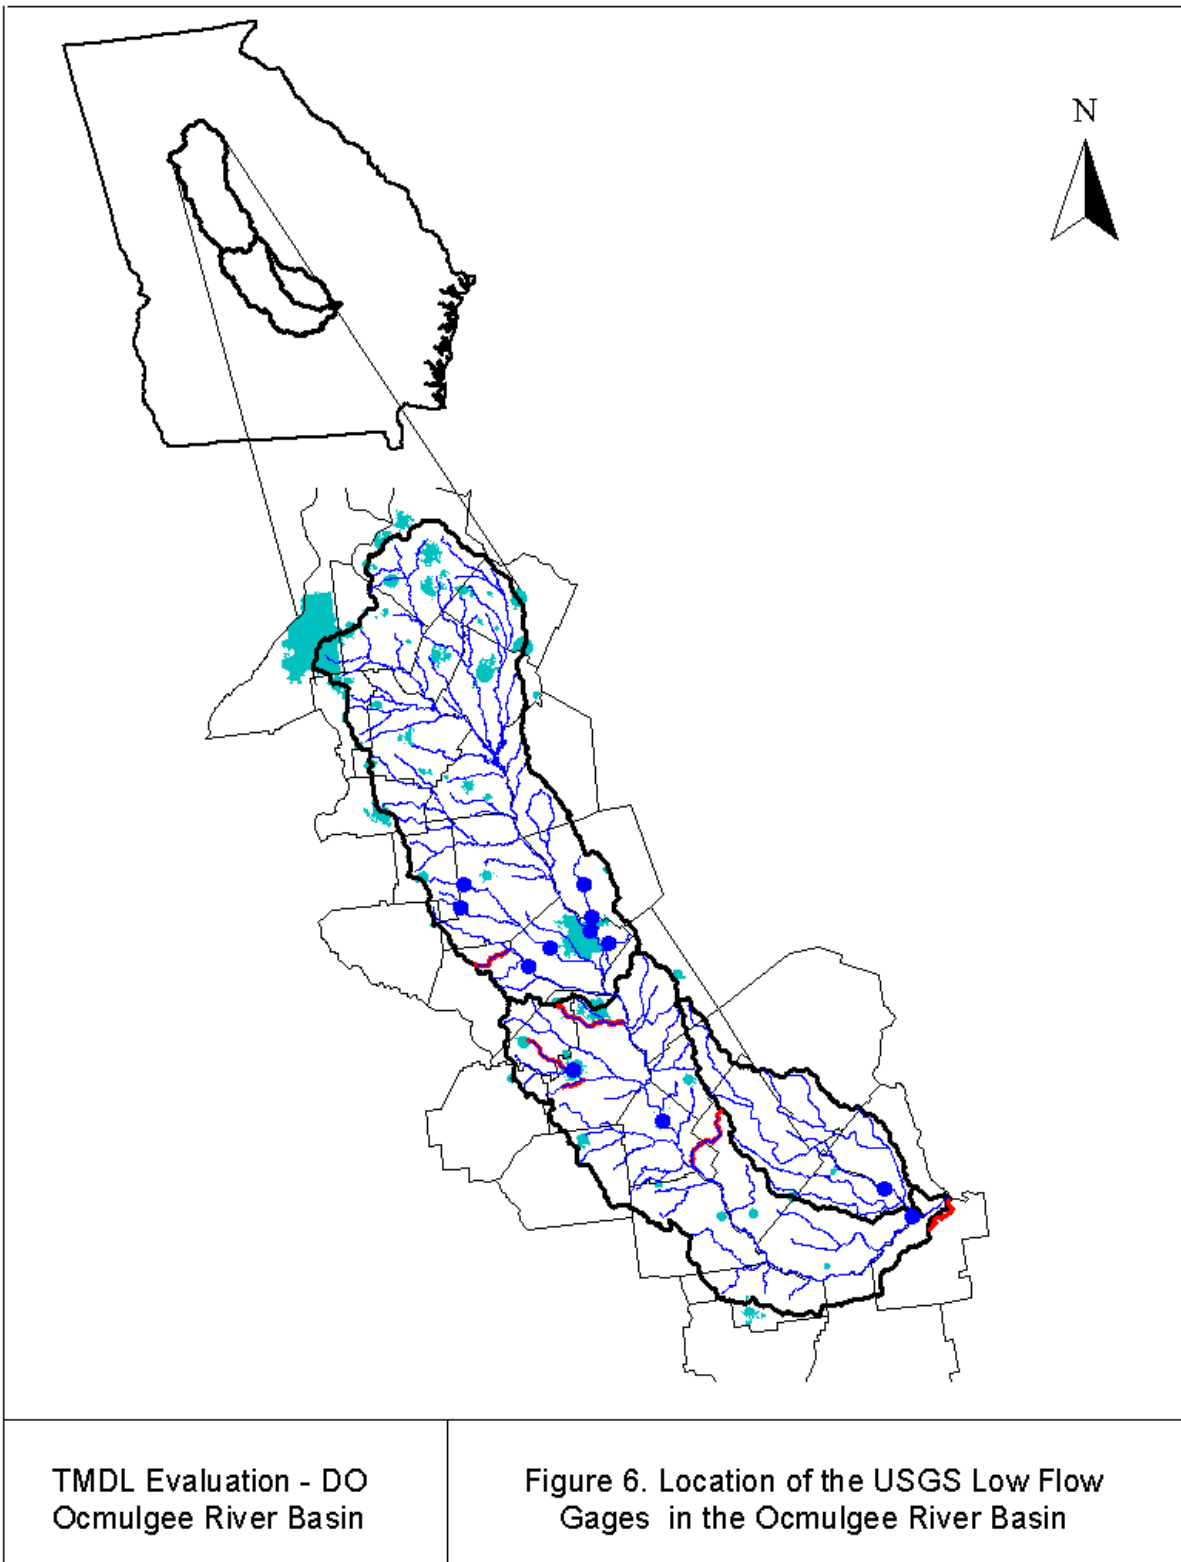 N
TMDL Evaluation - DO
Ocmulgee River Basin
Figure 6. Location of the USGS Low Flow
Gages in the Ocmulgee River Basin